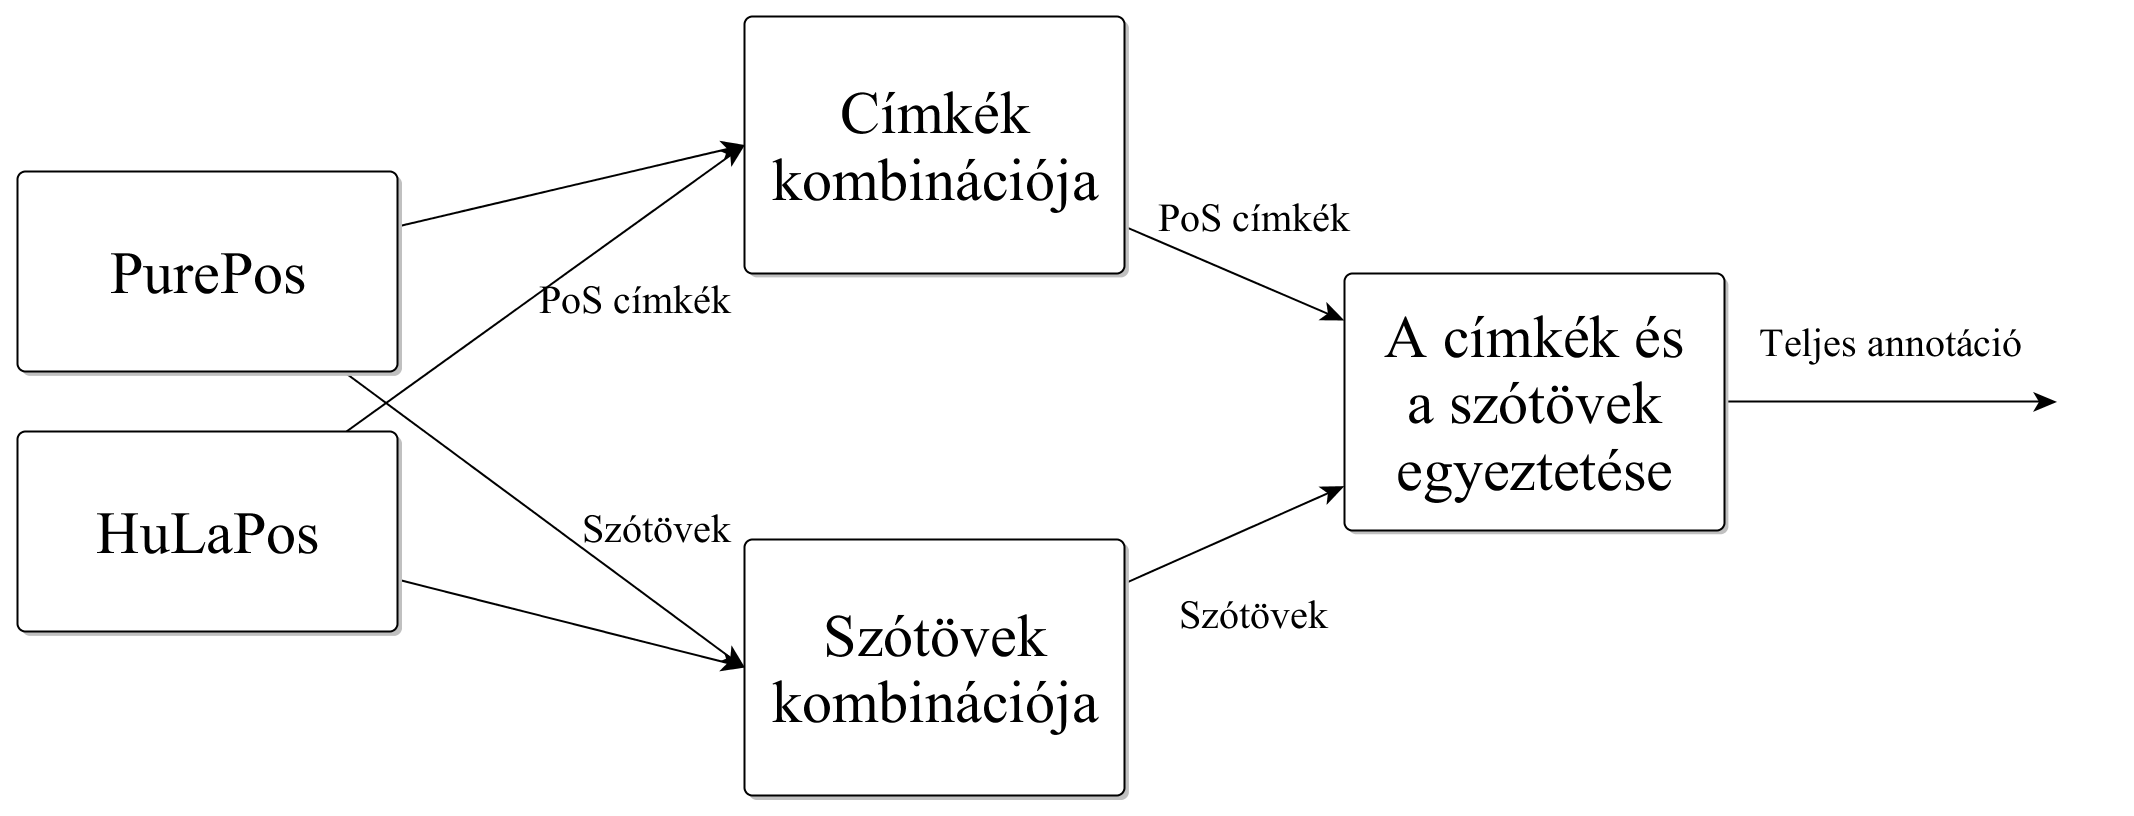 PurePos
HuLaPos
PoS címkék
Szótövek
Címkék
kombinációja
Szótövek
kombinációja
PoS címkék
Szótövek
A címkék és
a szótövek
egyeztetése
Teljes annotáció